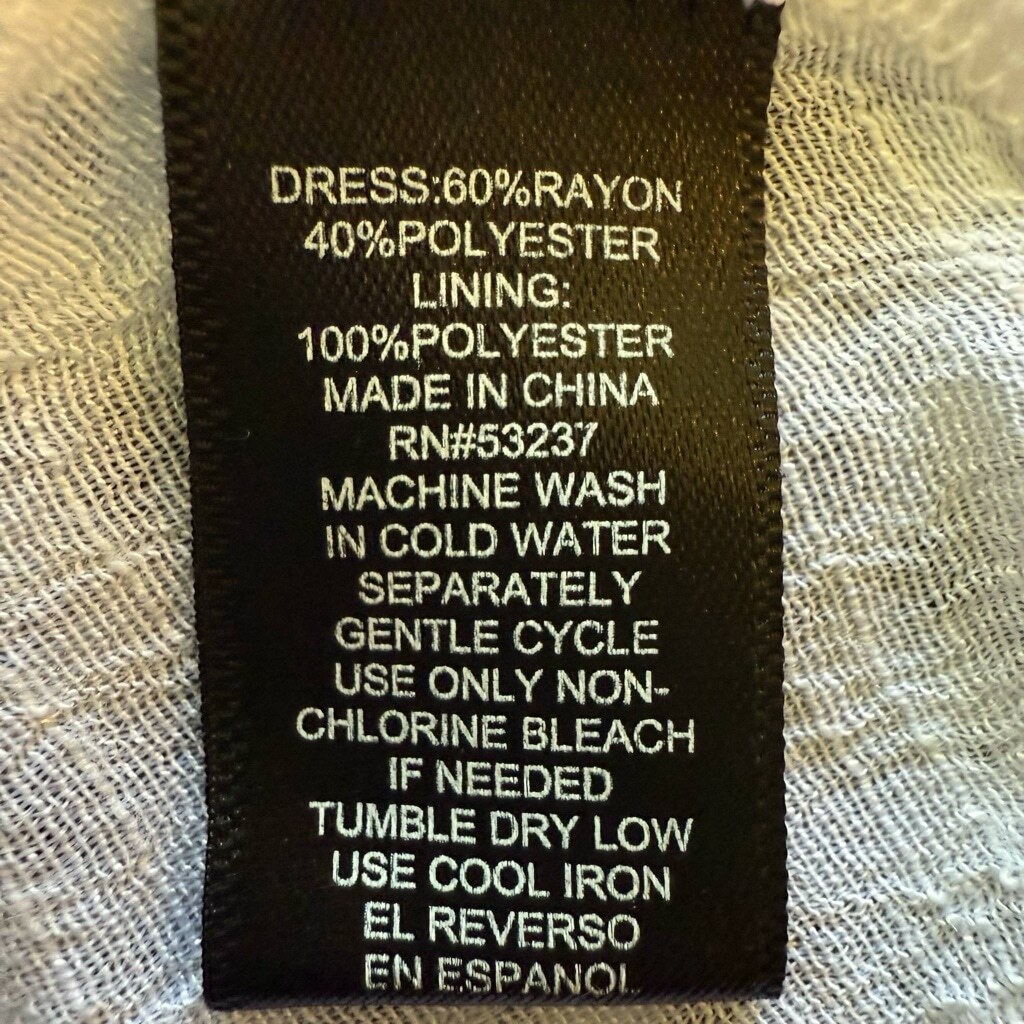 DRESS:60%RAYON
40%POLYESTER
LINING:
100%POLYESTER
MADE IN CHINA
RN#53237
MACHINE WASH
IN COLD WATER
SEPARATELY
GENTLE CYCLE
USE ONLY NON-
CHLORINE BLEACH
IF NEEDED
TUMBLE DRY LOW
USE COOL IRON
EL REVERSO
EN ESPANOL